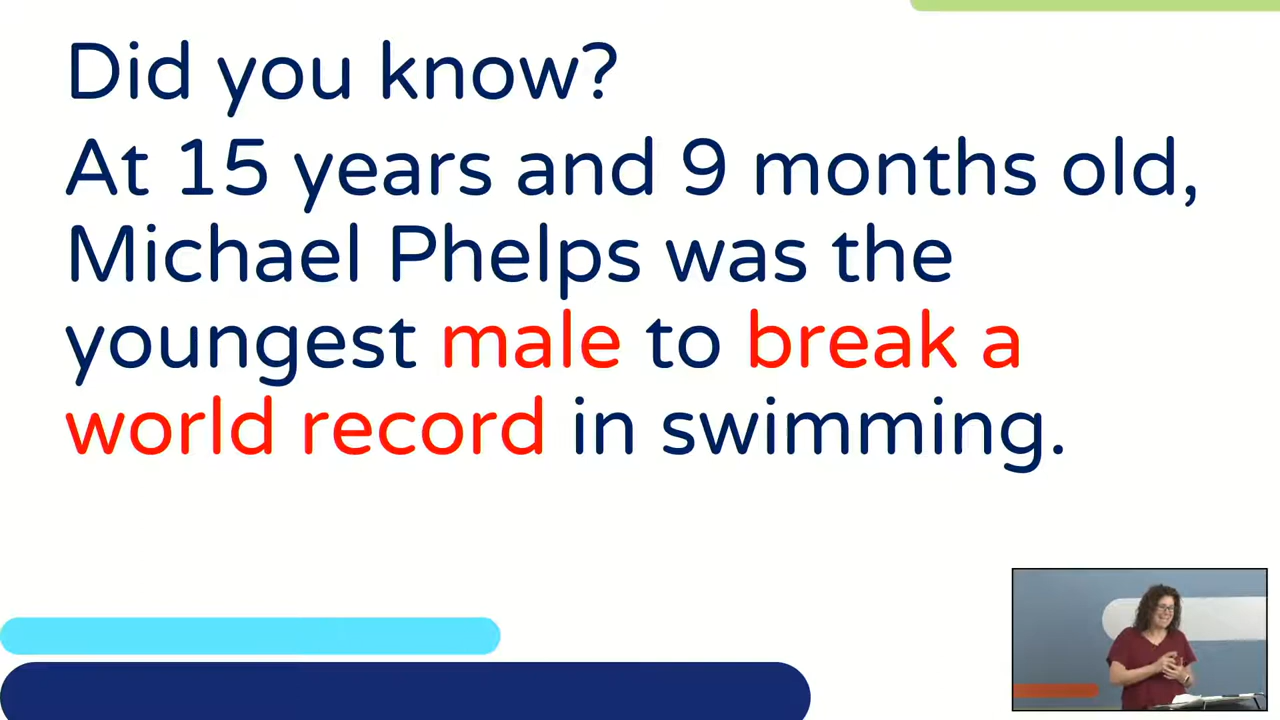 Did you know?
At 15 years and 9 months old,
Michael Phelps was the
youngest male to break a
world record in swimming.